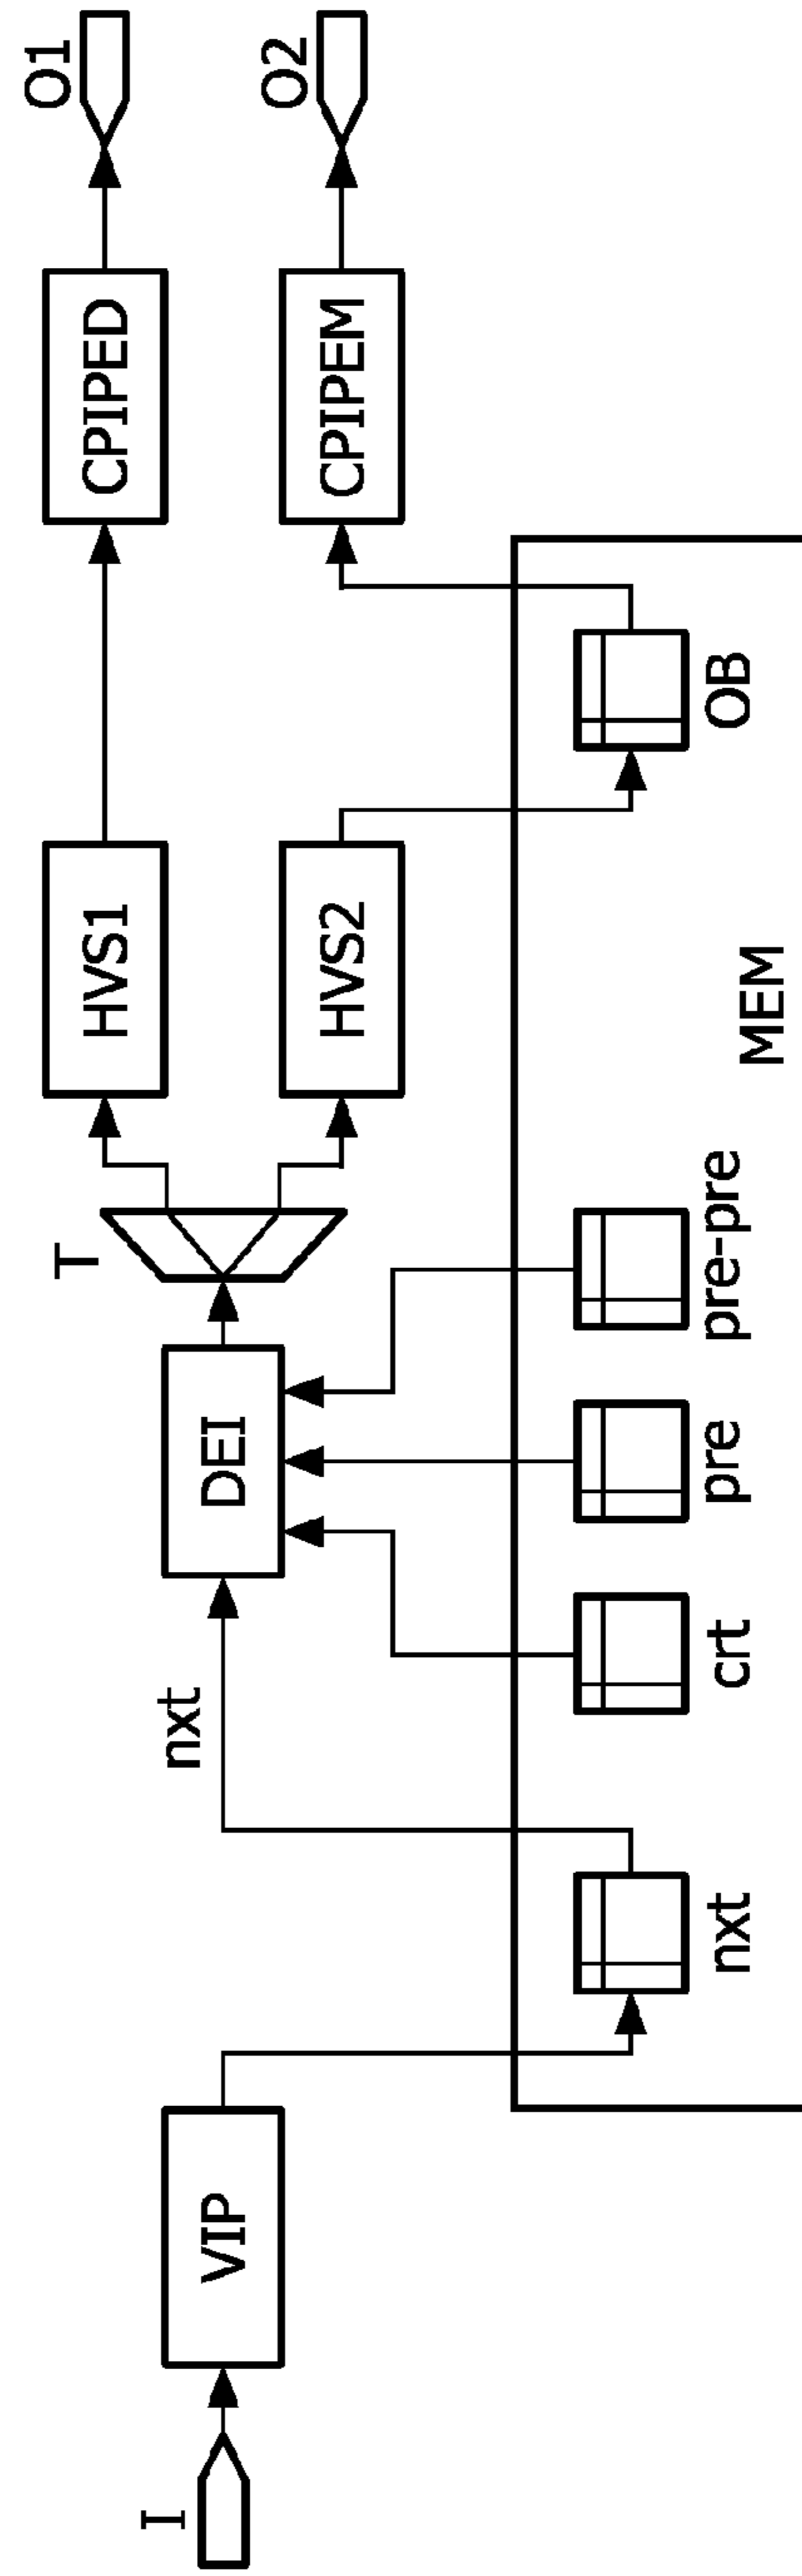 I
VIP
nxt
DEI
T
HVS1
CPIPED
O1
HVS2
CPIPEM
O2
nxt
crt
pre
pre-pre
OB
MEM